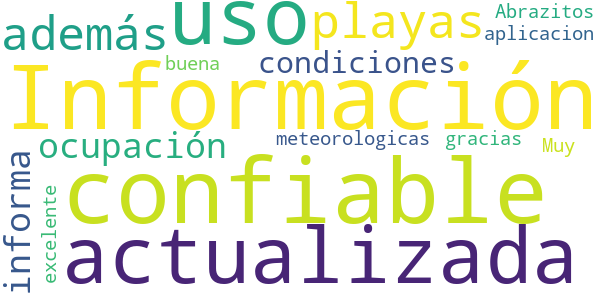 además
uso
playas
Abrazitos
aplicacion
buena
condiciones
Información
ocupación
meteorologicas
gracias
Muy
informa
excelente
confiable
actualizada